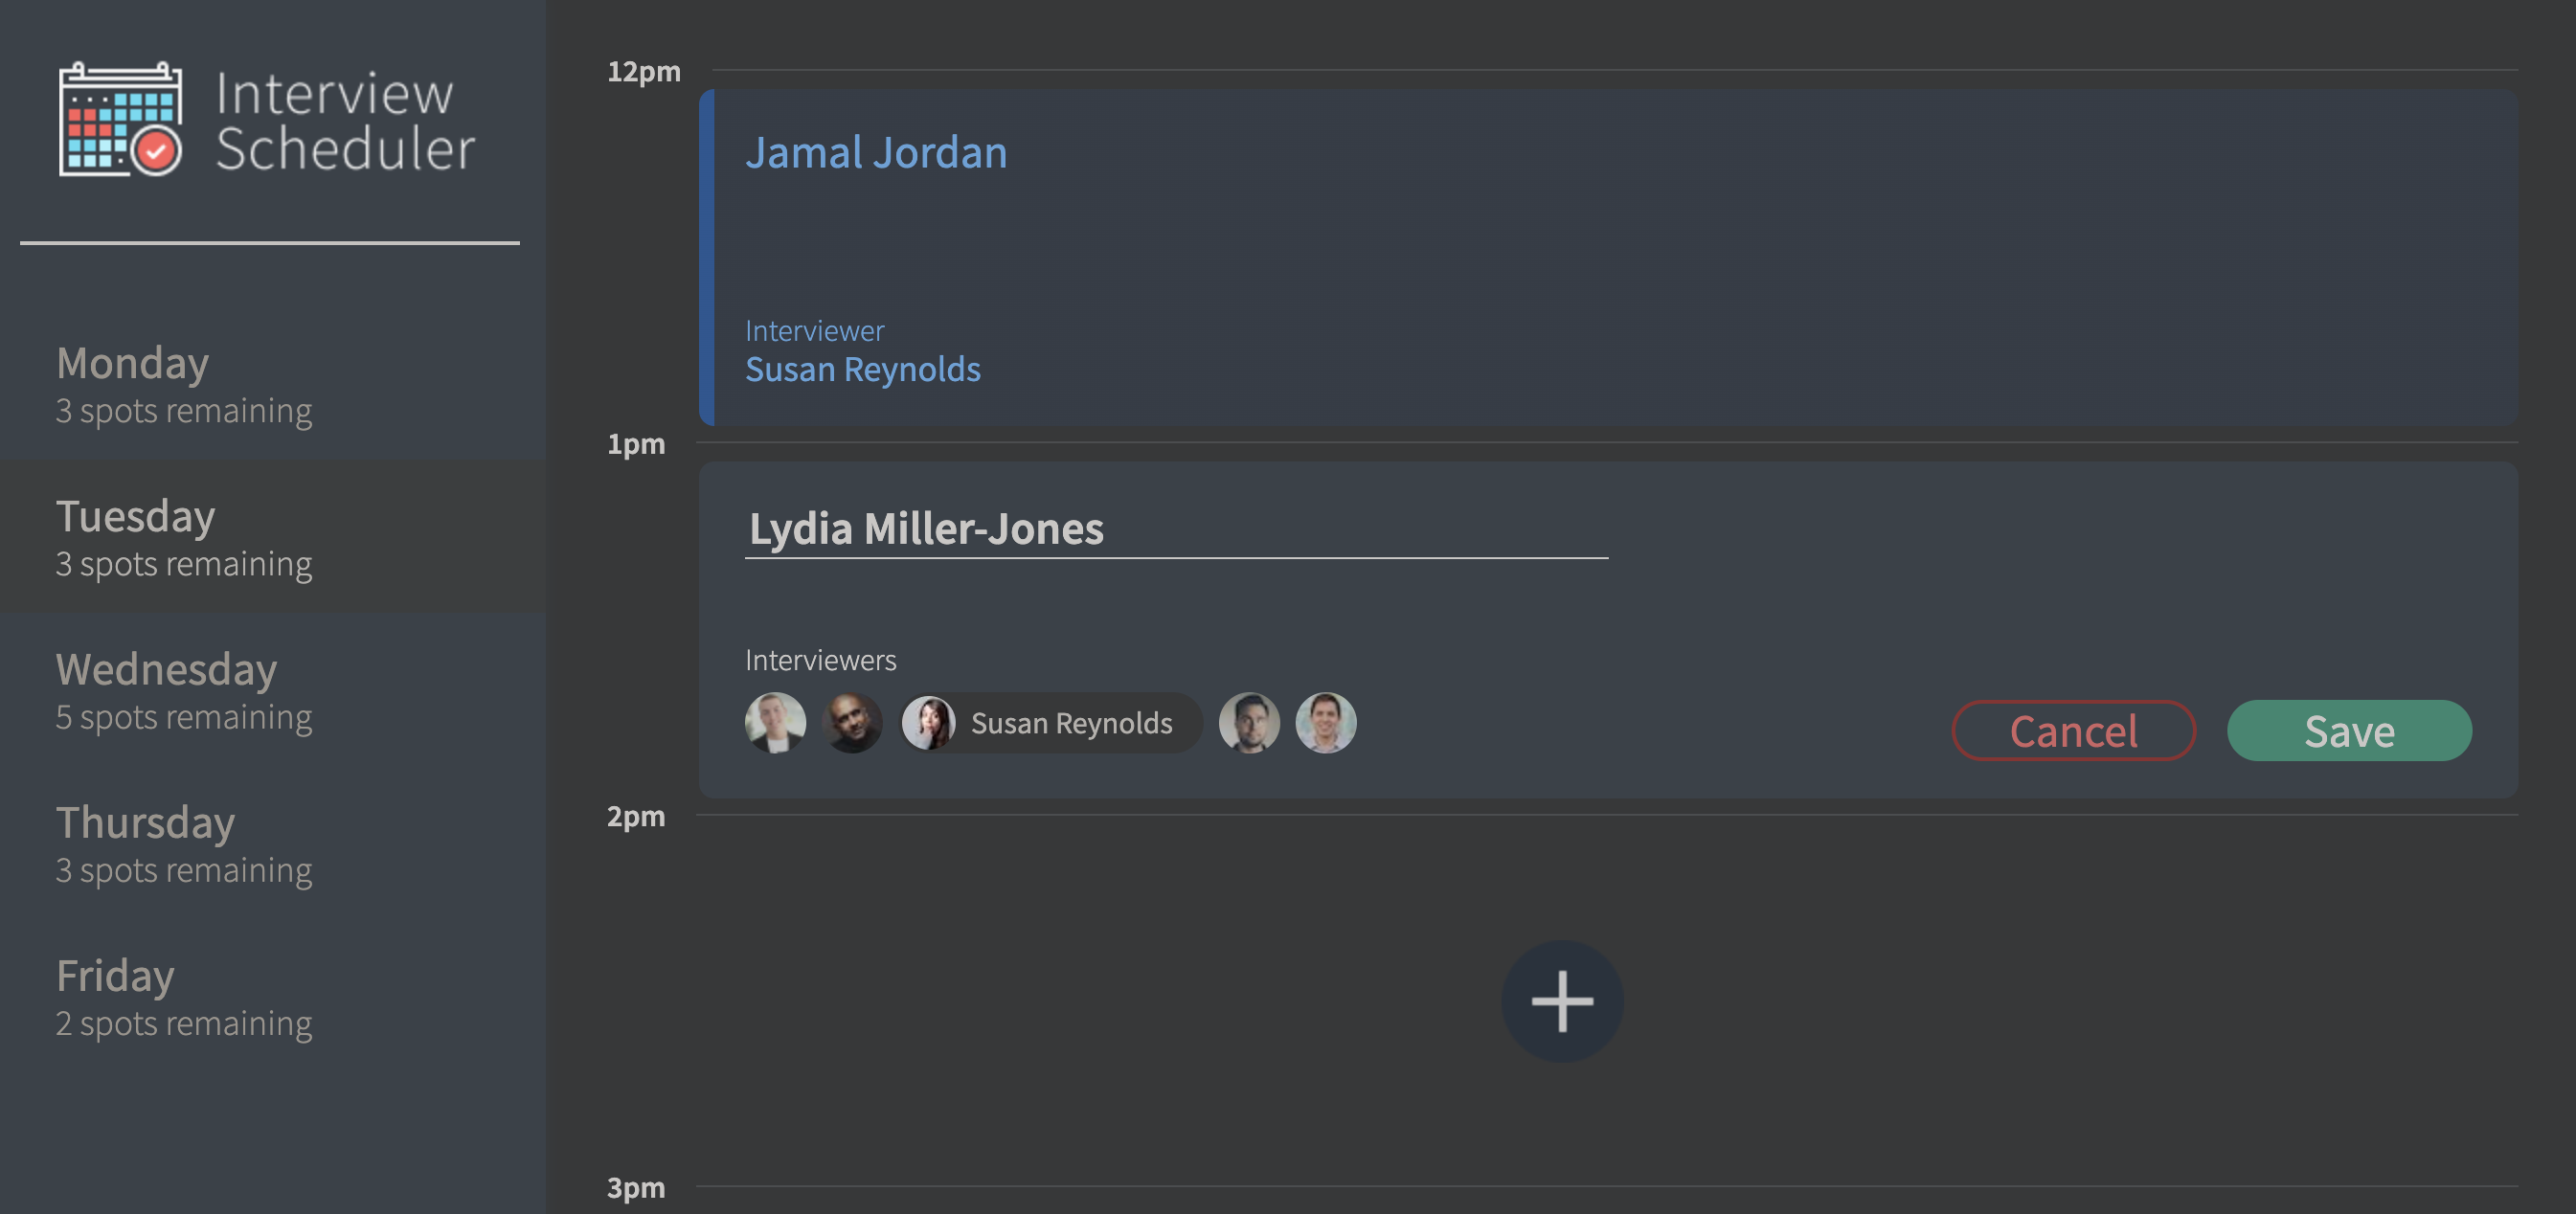 Interview
Scheduler
Monday
3 spots remaining
Tuesday
3 spots remaining
Wednesday
5 spots remaining
Thursday
3 spots remaining
Friday
2 spots remaining
12pm
Jamal Jordan
Interviewer
Susan Reynolds
1pm
Lydia Miller-Jones
Interviewers
Susan Reynolds
Cancel
Save
2pm
3pm